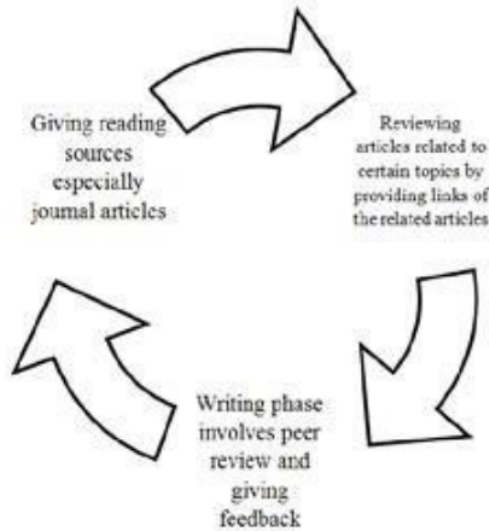 Giving reading
sources
especially
journal articles
Reviewing
articles related to
certain topics by
providing links of
the related articles
Writing phase
involves peer
review and
giving
feedback